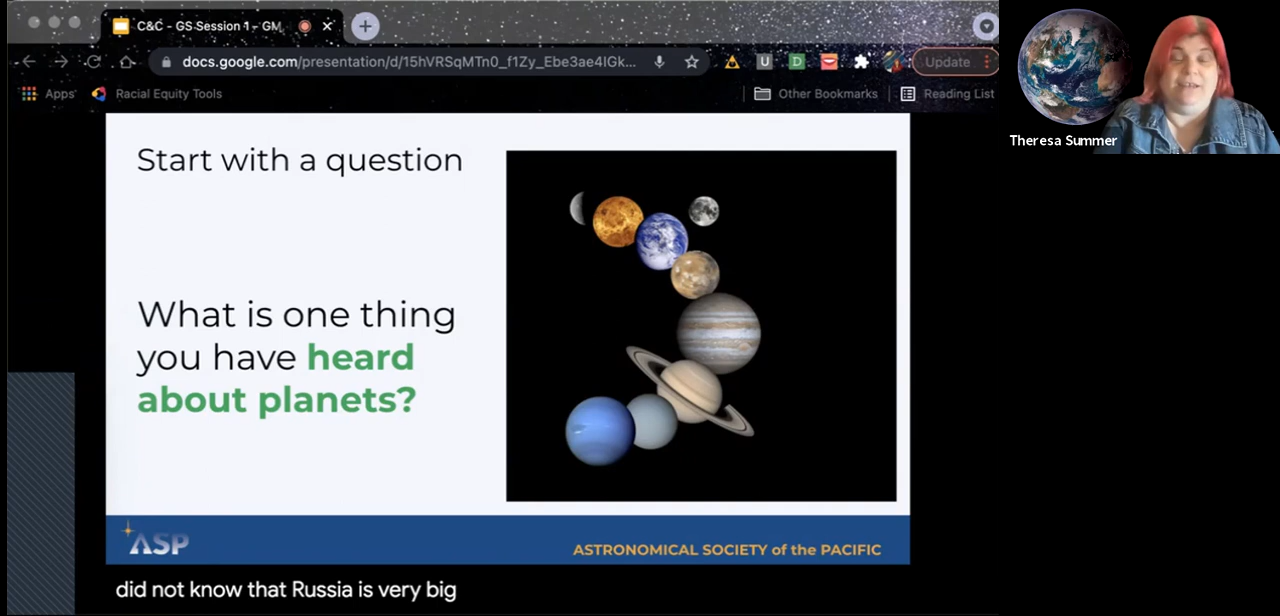 C&C - GS Session 1 - GM
docs.google.com/presentation/d/15hVRSqMTn0_f1Zy_Ebe3ae4IGk...
Update
Apps
Racial Equity Tools
Other Bookmarks
Reading List
Theresa Summer
Start with a question
What is one thing
you have heard
about planets?
ASP
ASTRONOMICAL SOCIETY of the PACIFIC
did not know that Russia is very big